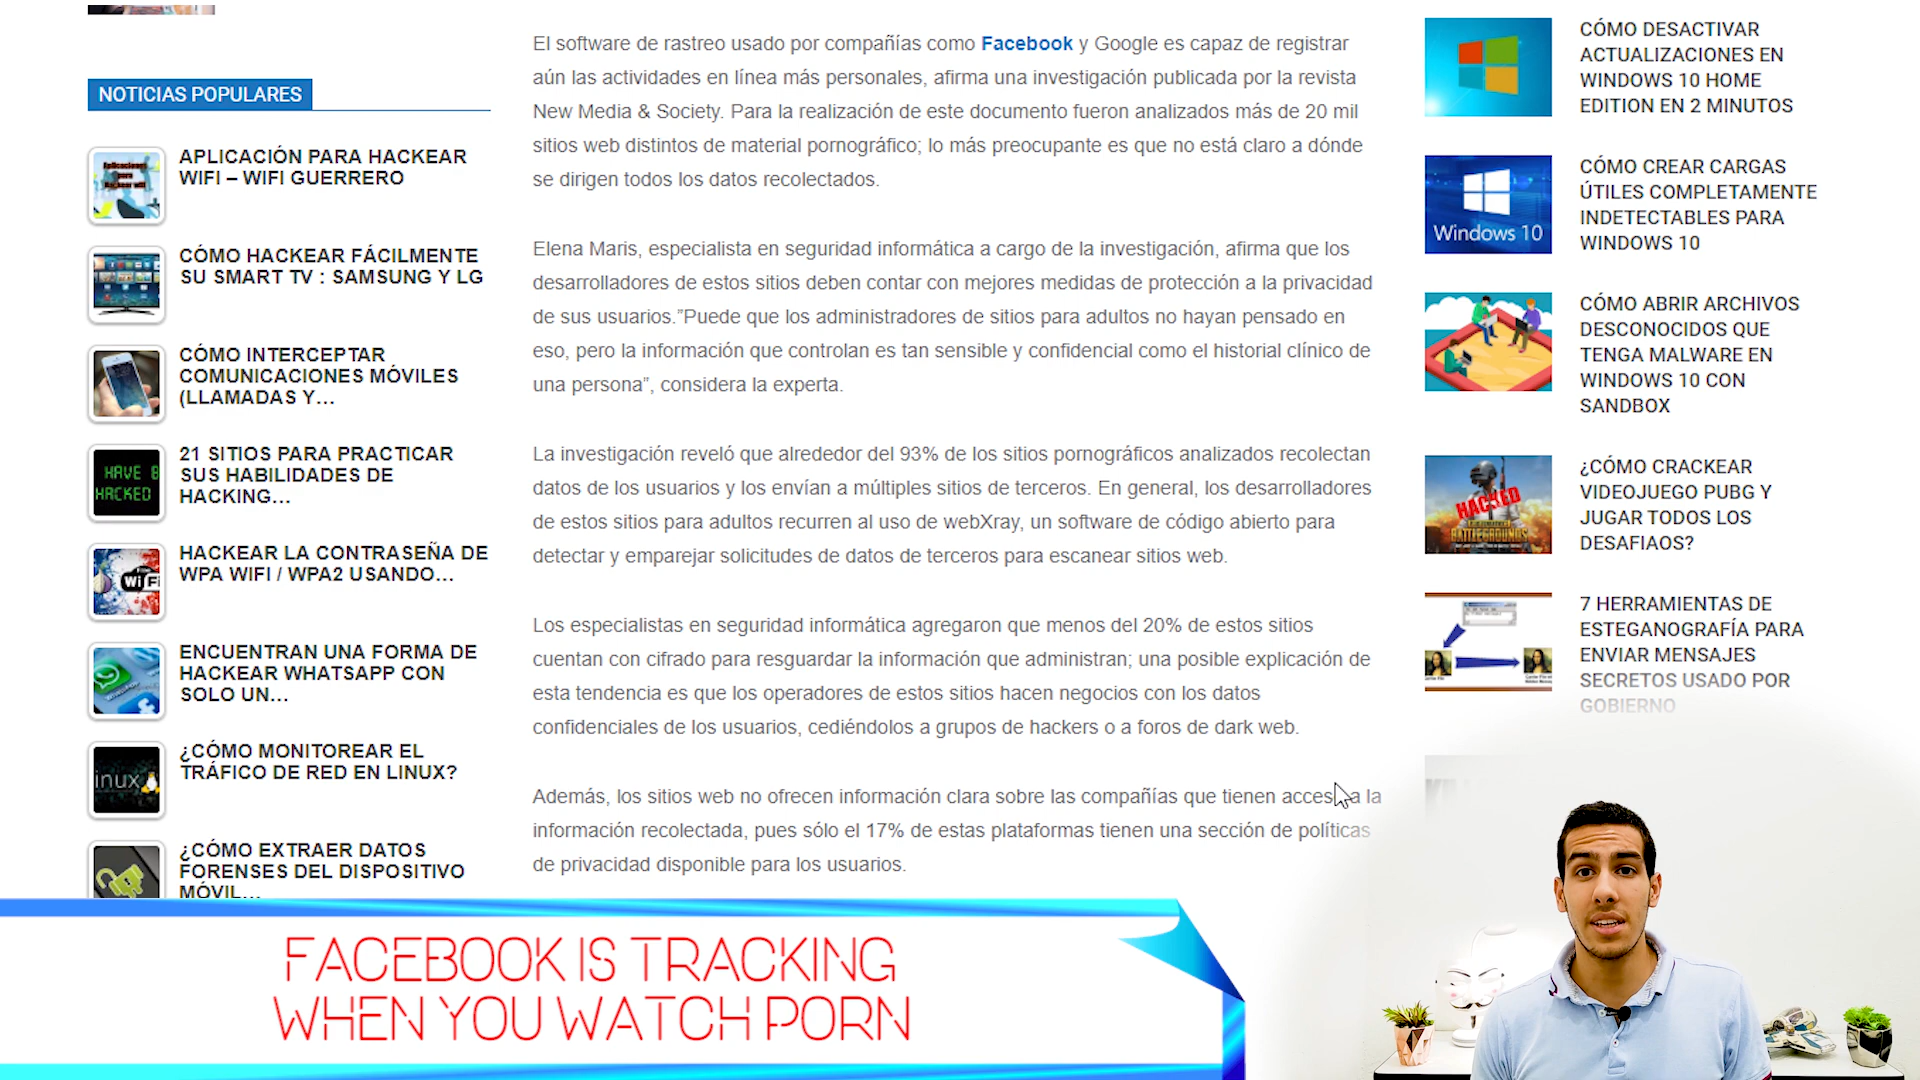 NOTICIAS POPULARES
APLICACIÓN PARA HACKEAR
WIFI – WIFI GUERRERO
CÓMO HACKEAR FÁCILMENTE
SU SMART TV : SAMSUNG Y LG
CÓMO INTERCEPTAR
COMUNICACIONES MÓVILES
(LLAMADAS Y...
HAVE B
HACKED
21 SITIOS PARA PRACTICAR
SUS HABILIDADES DE
HACKING...
WiFi
HACKEAR LA CONTRASEÑA DE
WPA WIFI / WPA2 USANDO...
ENCUENTRAN UNA FORMA DE
HACKEAR WHATSAPP CON
SOLO UN...
inux
¿CÓMO MONITOREAR EL
TRÁFICO DE RED EN LINUX?
¿CÓMO EXTRAER DATOS
FORENSES DEL DISPOSITIVO
MÓVIL...
El software de rastreo usado por compañías como Facebook y Google es capaz de registrar
aún las actividades en línea más personales, afirma una investigación publicada por la revista
New Media & Society. Para la realización de este documento fueron analizados más de 20 mil
sitios web distintos de material pornográfico; lo más preocupante es que no está claro a dónde
se dirigen todos los datos recolectados.
Elena Maris, especialista en seguridad informática a cargo de la investigación, afirma que los
desarrolladores de estos sitios deben contar con mejores medidas de protección a la privacidad
de sus usuarios.”Puede que los administradores de sitios para adultos no hayan pensado en
eso, pero la información que controlan es tan sensible y confidencial como el historial clínico de
una persona”, considera la experta.
La investigación reveló que alrededor del 93% de los sitios pornográficos analizados recolectan
datos de los usuarios y los envían a múltiples sitios de terceros. En general, los desarrolladores
de estos sitios para adultos recurren al uso de webXray, un software de código abierto para
detectar y emparejar solicitudes de datos de terceros para escanear sitios web.
Los especialistas en seguridad informática agregaron que menos del 20% de estos sitios
cuentan con cifrado para resguardar la información que administran; una posible explicación de
esta tendencia es que los operadores de estos sitios hacen negocios con los datos
confidenciales de los usuarios, cediéndolos a grupos de hackers o a foros de dark web.
Además, los sitios web no ofrecen información clara sobre las compañías que tienen acceso a la
información recolectada, pues sólo el 17% de estas plataformas tienen una sección de políticas
de privacidad disponible para los usuarios.
CÓMO DESACTIVAR
ACTUALIZACIONES EN
WINDOWS 10 HOME
EDITION EN 2 MINUTOS
Windows 10
CÓMO CREAR CARGAS
ÚTILES COMPLETAMENTE
INDETECTABLES PARA
WINDOWS 10
CÓMO ABRIR ARCHIVOS
DESCONOCIDOS QUE
TENGA MALWARE EN
WINDOWS 10 CON
SANDBOX
HACKED
BATTLEGROUNDS
¿CÓMO CRACKEAR
VIDEOJUEGO PUBG Y
JUGAR TODOS LOS
DESAFIAOS?
7 HERRAMIENTAS DE
ESTEGANOGRAFÍA PARA
ENVIAR MENSAJES
SECRETOS USADO POR
GOBIERNO
FACEBOOK IS TRACKING
WHEN YOU WATCH PORN